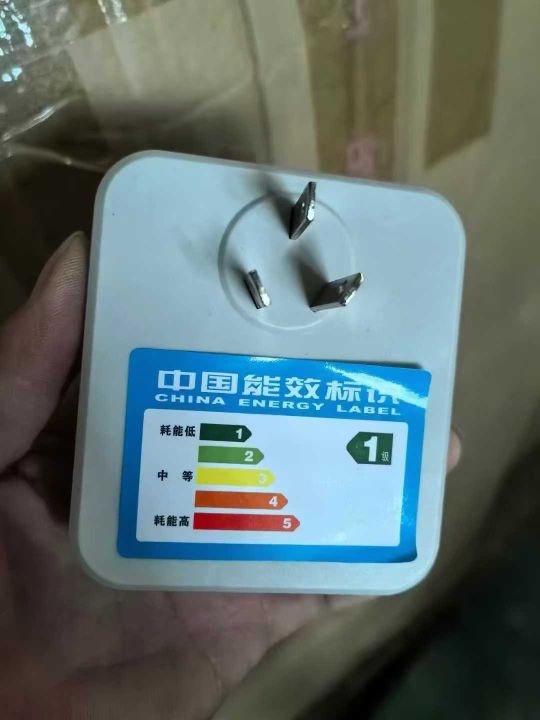 中国能效标识
CHINA ENERGY LABEL
耗能低 1
2
中 等 3
4
耗能高 5
1级